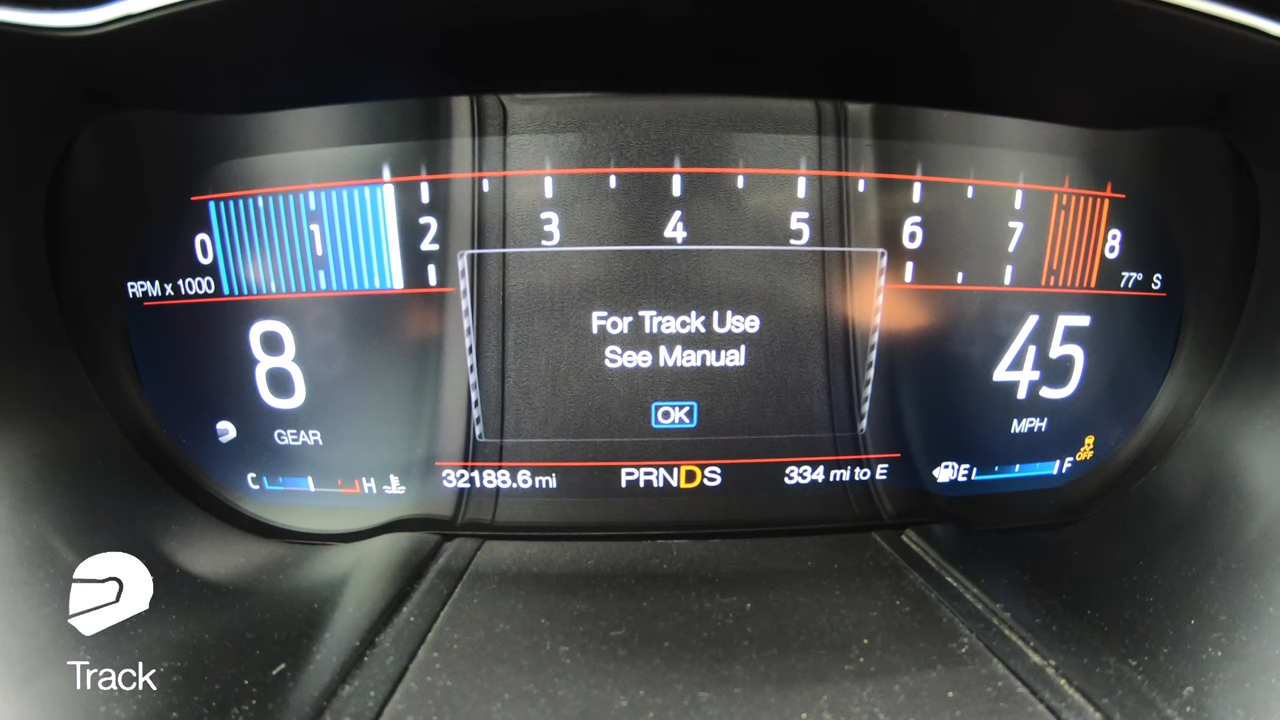 0 1 2 3 4 5 6 7 8
RPM x 1000
77° S
For Track Use
See Manual
OK
8
GEAR
45
MPH
OFF
C H
32188.6 mi
PRNDS
334 mi to E
E F
Track